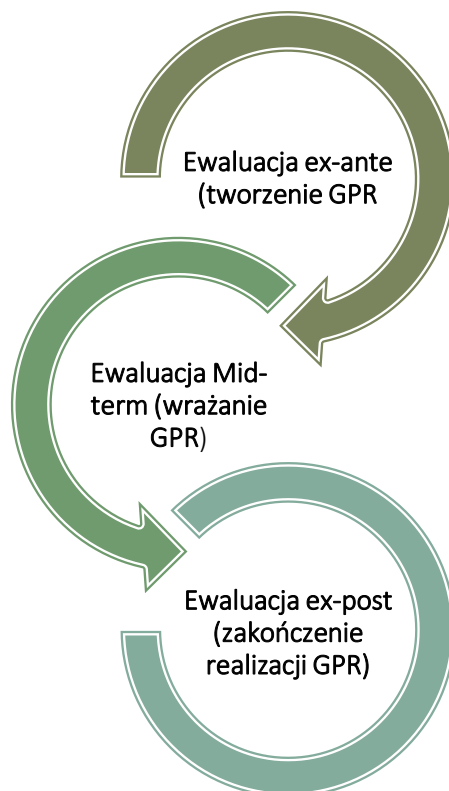 Ewaluacja ex-ante
(tworzenie GPR
Ewaluacja Mid-
term (wrażanie
GPR)
Ewaluacja ex-post
(zakończenie
realizacji GPR)